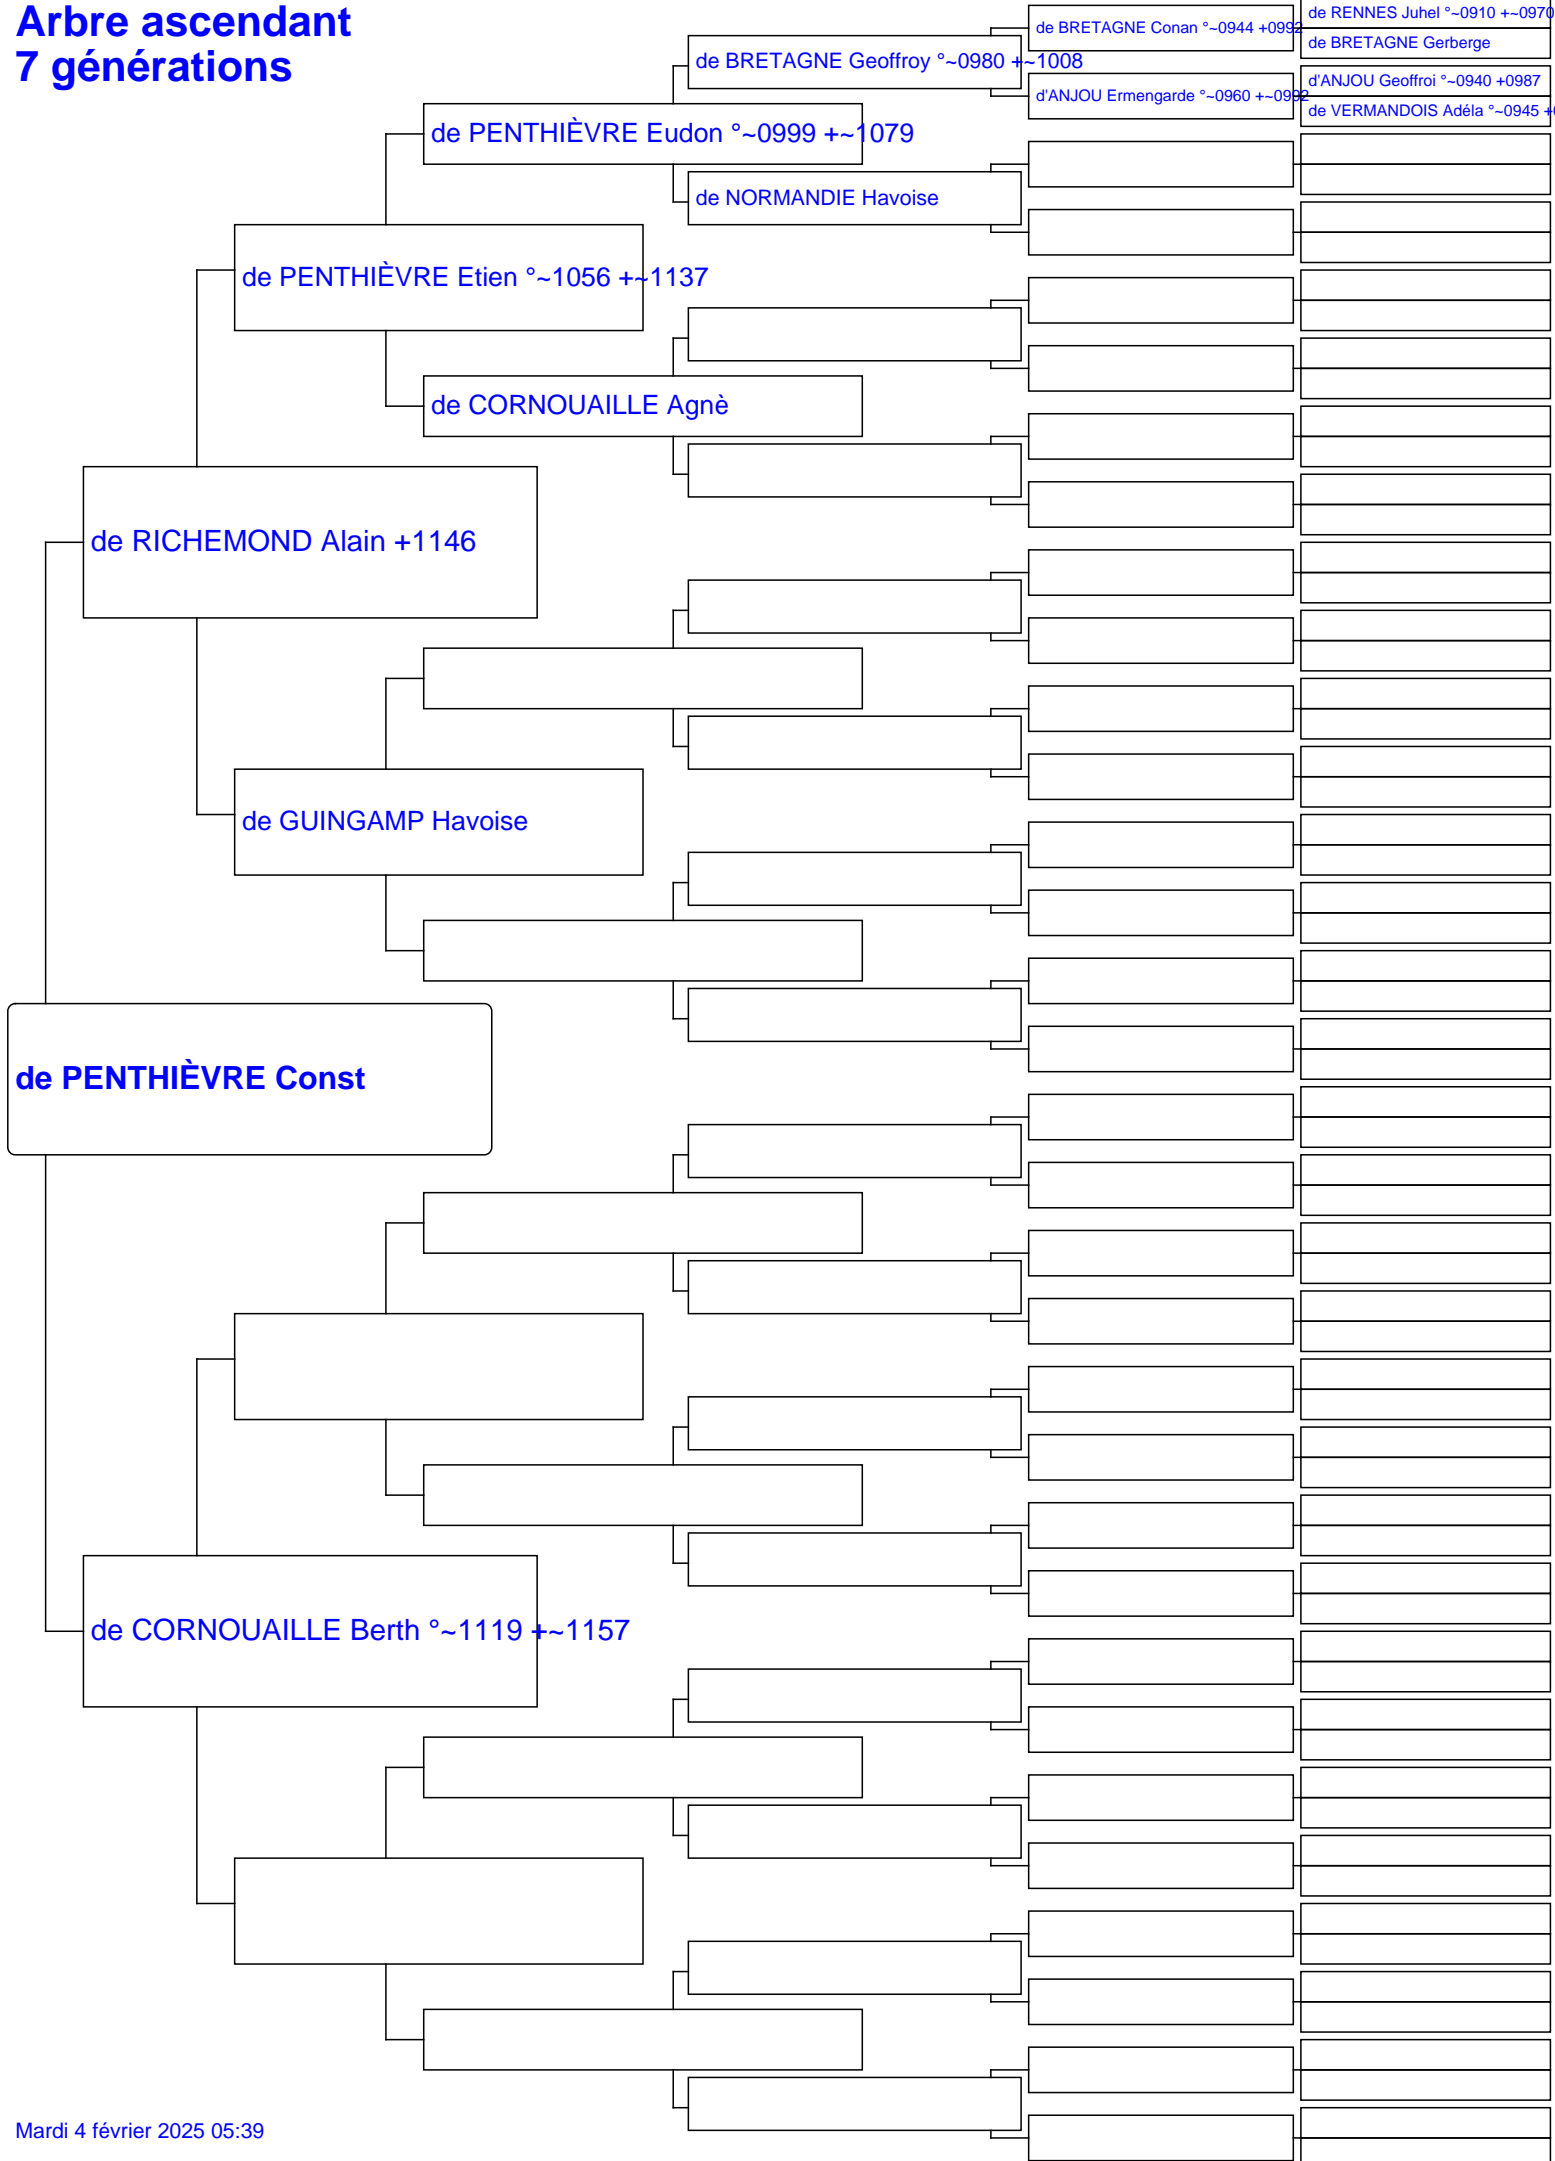 Arbre ascendant
7 générations
de RENNES Juhel °~0910 +~0970
de BRETAGNE Conan °~0944 +0992
de BRETAGNE Gerberge
de BRETAGNE Geoffroy °~0980 +~1008
d'ANJOU Geoffroi °~0940 +0987
d'ANJOU Ermengarde °~0960 +~0992
de VERMANDOIS Adéla °~0945 +
de PENTHIÈVRE Eudon °~0999 +~1079
de NORMANDIE Havoise
de PENTHIÈVRE Etien °~1056 +~1137
de CORNOUAILLE Agnè
de RICHEMOND Alain +1146
de GUINGAMP Havoise
de PENTHIÈVRE Const
de CORNOUAILLE Berth °~1119 +~1157
Mardi 4 février 2025 05:39